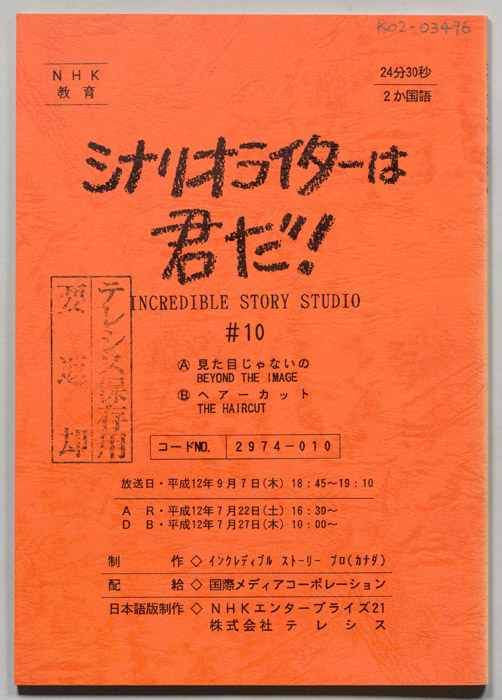 K02-03496
NHK
教育
24分30秒
2か国語
シナリオライターは
君だ!
INCREDIBLE STORY STUDIO
#10
Ⓐ 見た目じゃないの
BEYOND THE IMAGE
Ⓑ ヘアーカット
THE HAIRCUT
テレシス保存用
要返却
コードNO. 2974-010
放送日・平成12年9月7日(木) 18:45～19:10
A R・平成12年7月22日(土) 16:30～
D B・平成12年7月27日(木) 10:00～
制作◇インクレディブル ストーリー プロ(カナダ)
配給◇国際メディアコーポレーション
日本語版制作◇NHKエンタープライズ21
株式会社テレシス